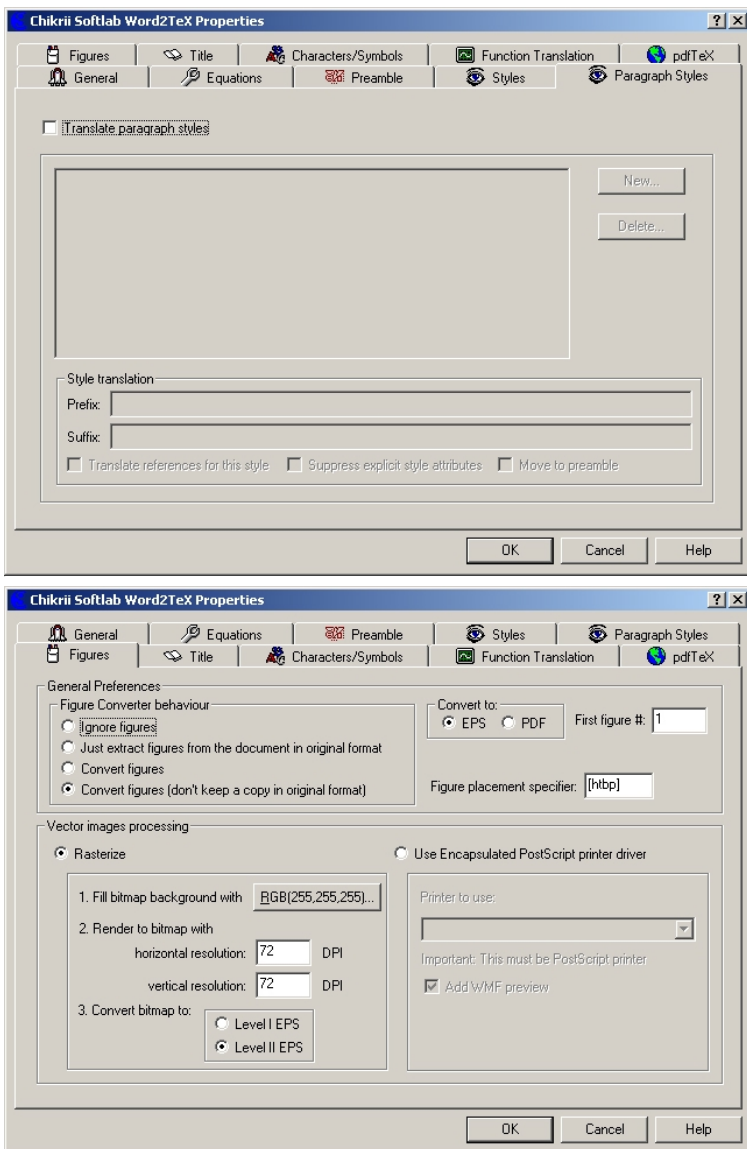 Chikrii Softlab Word2TeX Properties
Figures Title Characters/Symbols Function Translation pdfTeX
General Equations Preamble Styles Paragraph Styles
Translate paragraph styles
New...
Delete...
Style translation
Prefix:
Suffix:
Translate references for this style Suppress explicit style attributes Move to preamble
OK Cancel Help
Chikrii Softlab Word2TeX Properties
General Equations Preamble Styles Paragraph Styles
Figures Title Characters/Symbols Function Translation pdfTeX
General Preferences
Figure Converter behaviour
Ignore figures
Just extract figures from the document in original format
Convert figures
Convert figures (don't keep a copy in original format)
Convert to:
EPS PDF
First figure #: 1
Figure placement specifier: [htbp]
Vector images processing
Rasterize
1. Fill bitmap background with RGB(255,255,255)...
2. Render to bitmap with
horizontal resolution: 72 DPI
vertical resolution: 72 DPI
3. Convert bitmap to:
Level I EPS
Level II EPS
Use Encapsulated PostScript printer driver
Printer to use:
Important: This must be PostScript printer
Add WMF preview
OK Cancel Help